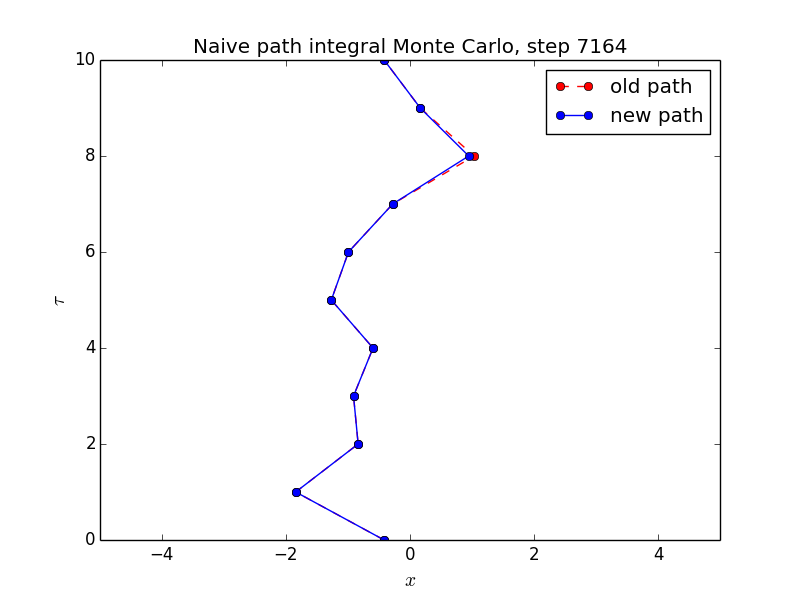 Naive path integral Monte Carlo, step 7164
old path
new path
10
8
6
4
2
0
τ
−4
−2
0
2
4
x